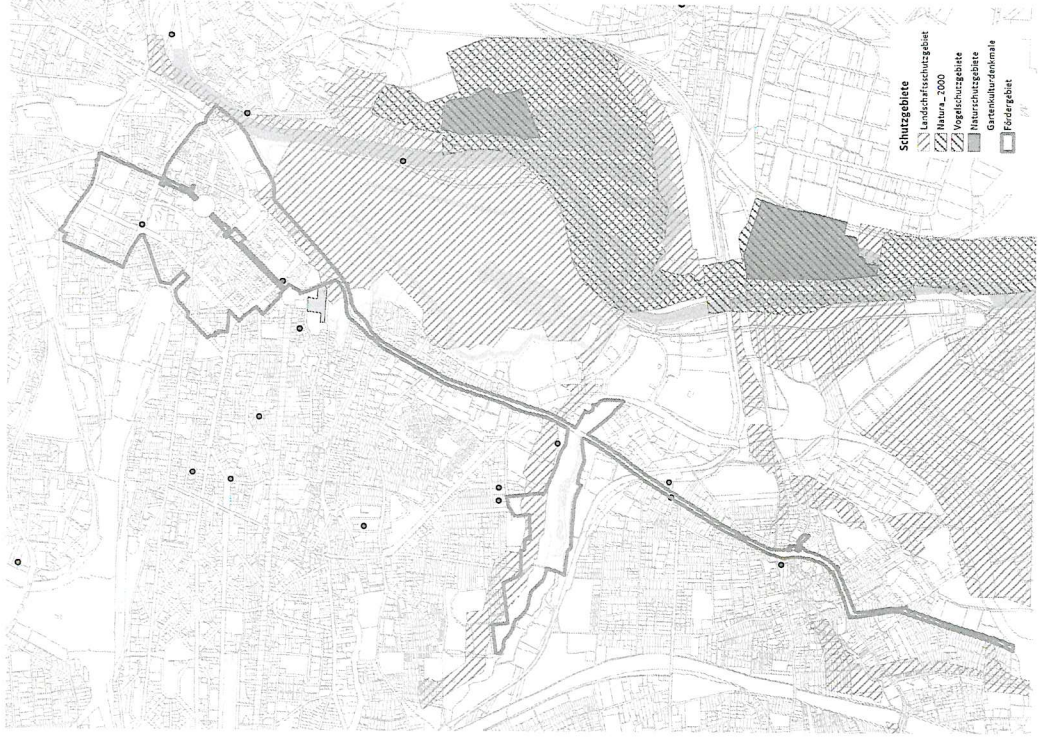 Schutzgebiete
Landschaftsschutzgebiet
Natura_2000
Vogelschutzgebiete
Naturschutzgebiete
Gartenkulturdenkmale
Fördergebiet